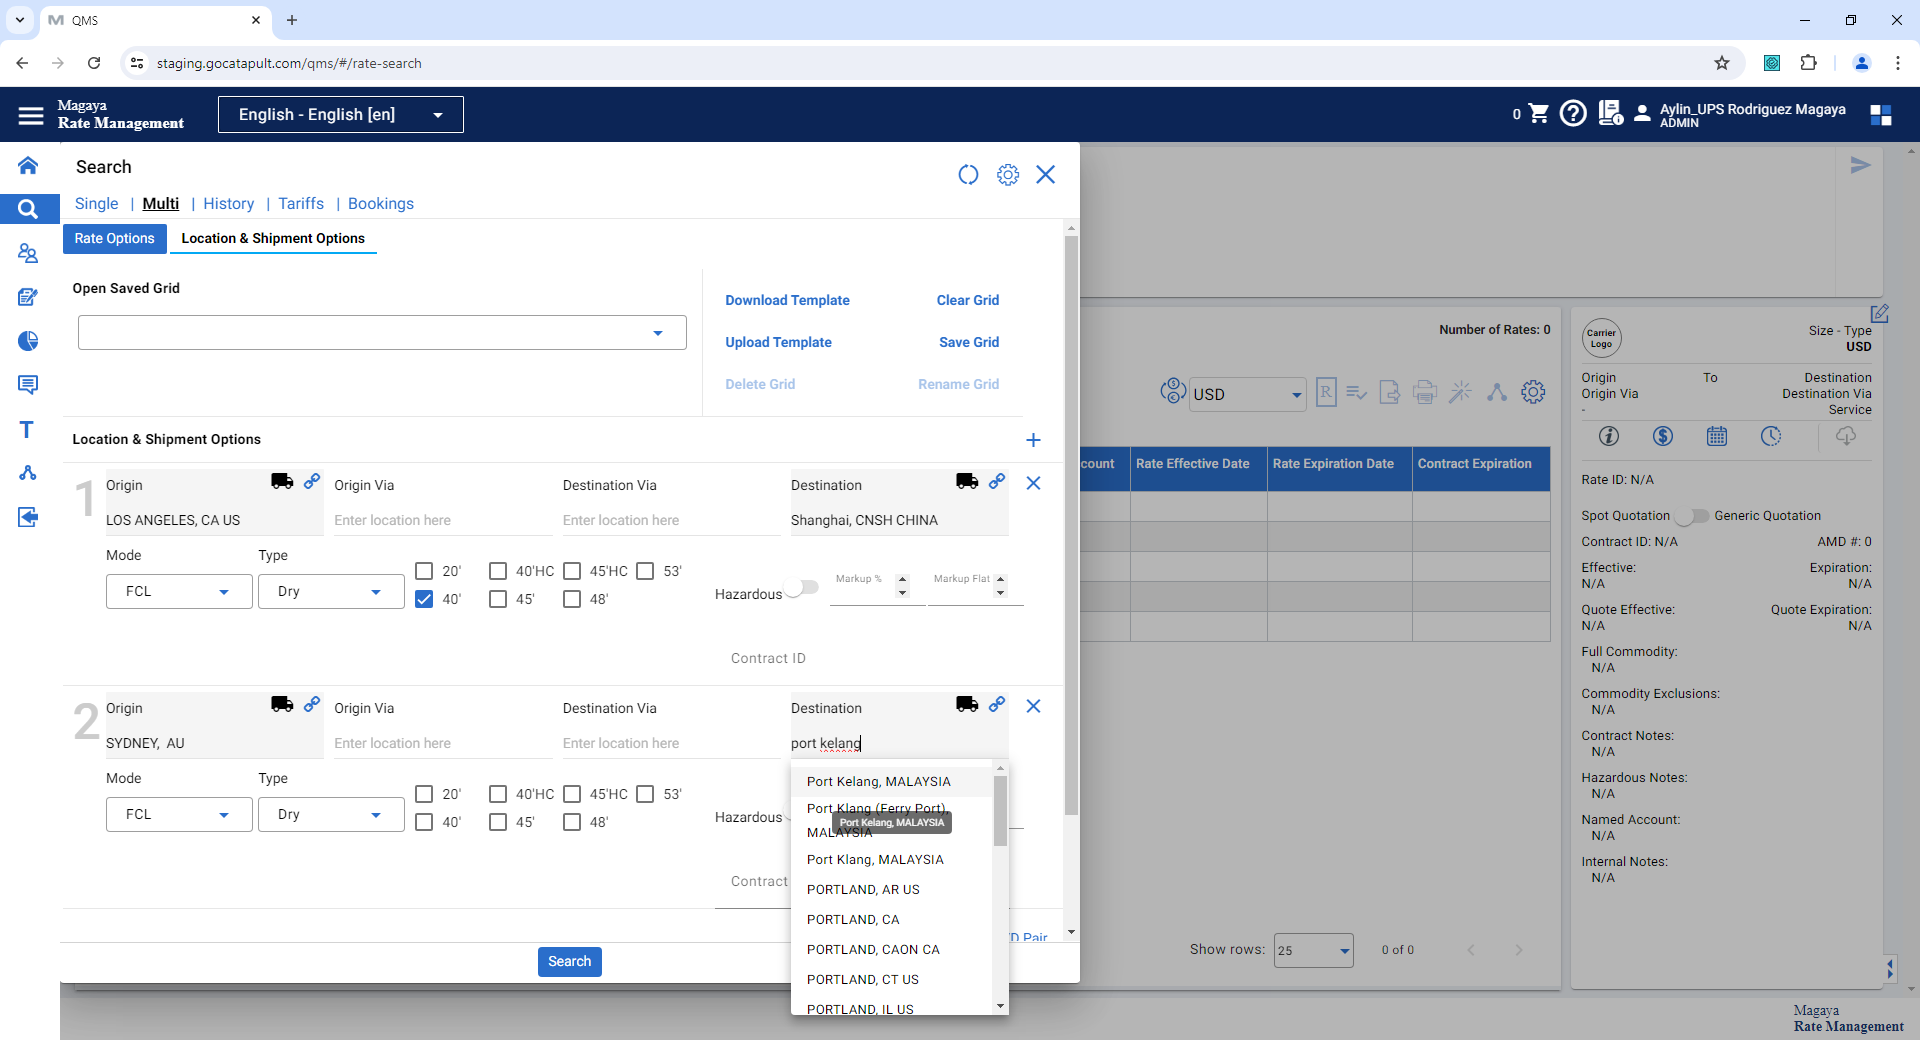 QMS
staging.gocatapult.com/qms/#/rate-search
Magaya
Rate Management
English - English [en]
0
Aylin_UPS Rodriguez Magaya
ADMIN
Search
Single | Multi | History | Tariffs | Bookings
Rate Options
Location & Shipment Options
Open Saved Grid
Download Template
Clear Grid
Upload Template
Save Grid
Delete Grid
Rename Grid
Location & Shipment Options
1
Origin
Origin Via
Destination Via
Destination
LOS ANGELES, CA US
Enter location here
Enter location here
Shanghai, CNSH CHINA
Mode
Type
FCL
Dry
20' 40'HC 45'HC 53'
40' 45' 48'
Hazardous
Markup %
Markup Flat
Contract ID
2
Origin
Origin Via
Destination Via
Destination
SYDNEY, AU
Enter location here
Enter location here
port kelang
Mode
Type
FCL
Dry
20' 40'HC 45'HC 53'
40' 45' 48'
Hazardous
Contract
Port Kelang, MALAYSIA
Port Klang (Ferry Port),
MALAYSIA
Port Kelang, MALAYSIA
Port Klang, MALAYSIA
PORTLAND, AR US
PORTLAND, CA
PORTLAND, CAON CA
PORTLAND, CT US
PORTLAND, IL US
/D Pair
Search
Number of Rates: 0
USD
R
count
Rate Effective Date
Rate Expiration Date
Contract Expiration
Show rows: 25 0 of 0
Carrier
Logo
Size - Type
USD
Origin To Destination
Origin Via Destination Via
- Service
Rate ID: N/A
Spot Quotation Generic Quotation
Contract ID: N/A AMD #: 0
Effective: Expiration:
N/A N/A
Quote Effective: Quote Expiration:
N/A N/A
Full Commodity:
N/A
Commodity Exclusions:
N/A
Contract Notes:
N/A
Hazardous Notes:
N/A
Named Account:
N/A
Internal Notes:
N/A
Magaya
Rate Management